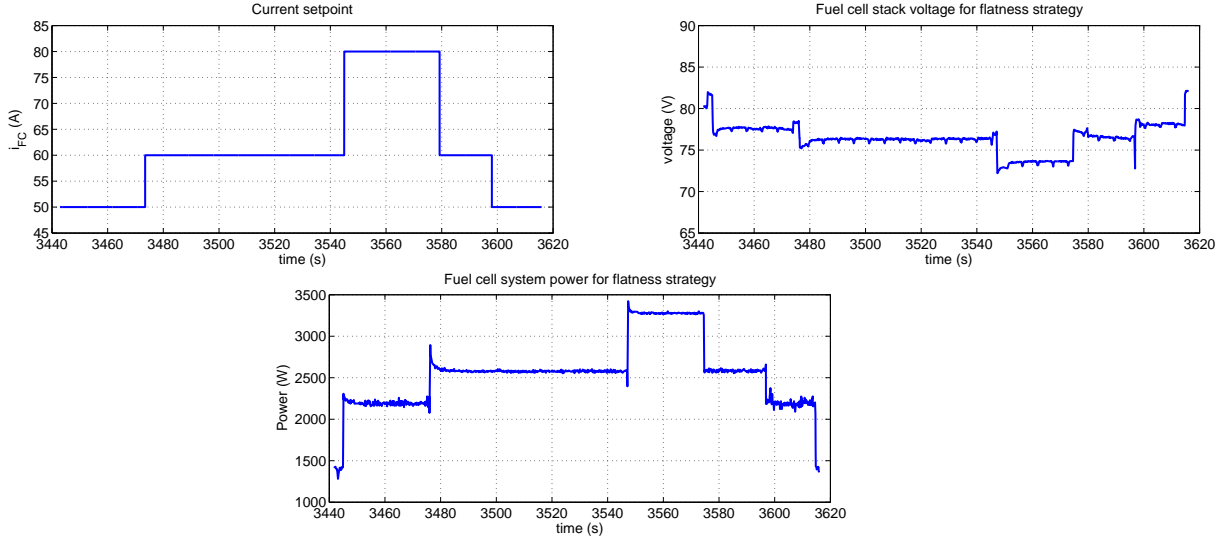 Current setpoint
85
80
75
70
65
60
55
50
45
3440 3460 3480 3500 3520 3540 3560 3580 3600 3620
time (s)
i_FC (A)
Fuel cell stack voltage for flatness strategy
90
85
80
75
70
65
3440 3460 3480 3500 3520 3540 3560 3580 3600 3620
time (s)
voltage (V)
Fuel cell system power for flatness strategy
3500
3000
2500
2000
1500
1000
3440 3460 3480 3500 3520 3540 3560 3580 3600 3620
time (s)
Power (W)